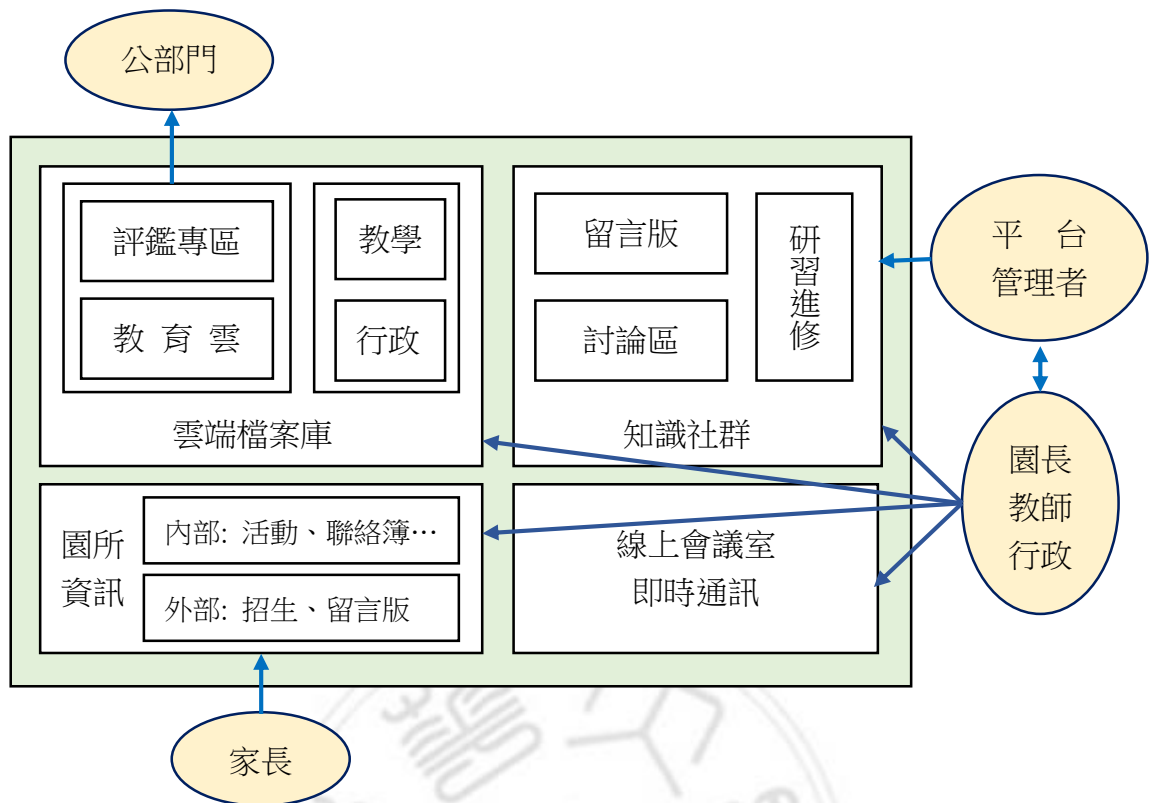 公部門
評鑑專區
教 育 雲
教學
行政
雲端檔案庫
留言版
討論區
研習進修
知識社群
平 台
管理者
園長
教師
行政
園所
資訊
內部: 活動、聯絡簿…
外部: 招生、留言版
線上會議室
即時通訊
家長